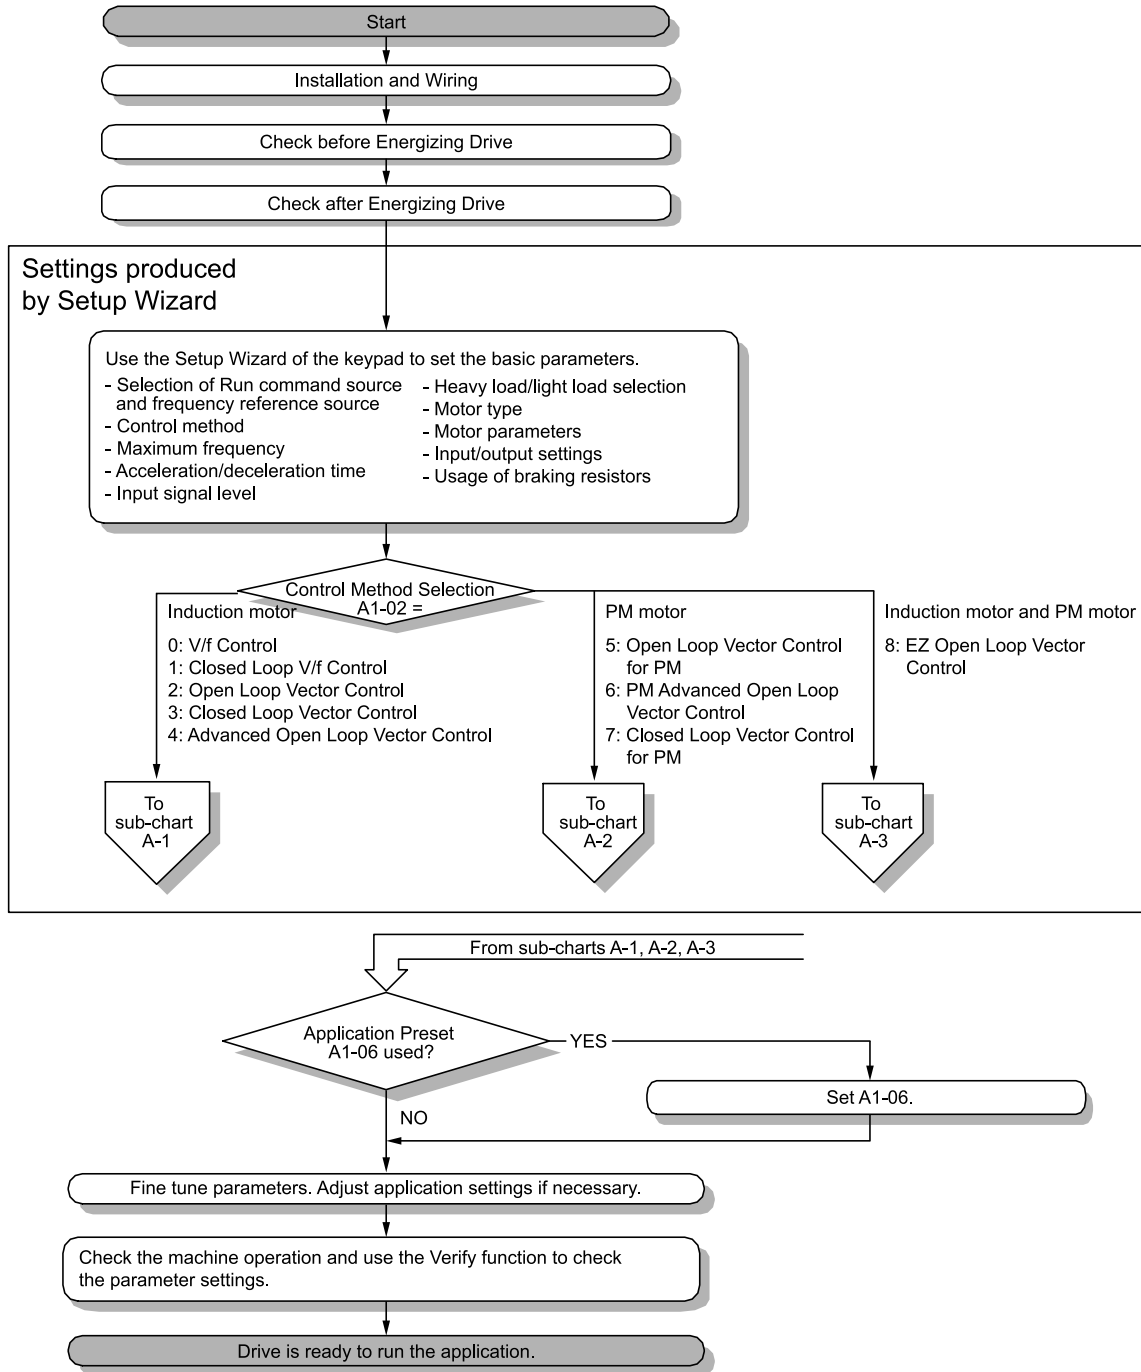 Start
Installation and Wiring
Check before Energizing Drive
Check after Energizing Drive
Settings produced
by Setup Wizard
Use the Setup Wizard of the keypad to set the basic parameters.
- Selection of Run command source
and frequency reference source
- Control method
- Maximum frequency
- Acceleration/deceleration time
- Input signal level
- Heavy load/light load selection
- Motor type
- Motor parameters
- Input/output settings
- Usage of braking resistors
Control Method Selection
A1-02 =
Induction motor
0: V/f Control
1: Closed Loop V/f Control
2: Open Loop Vector Control
3: Closed Loop Vector Control
4: Advanced Open Loop Vector Control
PM motor
5: Open Loop Vector Control
for PM
6: PM Advanced Open Loop
Vector Control
7: Closed Loop Vector Control
for PM
Induction motor and PM motor
8: EZ Open Loop Vector
Control
To
sub-chart
A-1
To
sub-chart
A-2
To
sub-chart
A-3
From sub-charts A-1, A-2, A-3
Application Preset
A1-06 used?
YES
Set A1-06.
NO
Fine tune parameters. Adjust application settings if necessary.
Check the machine operation and use the Verify function to check
the parameter settings.
Drive is ready to run the application.